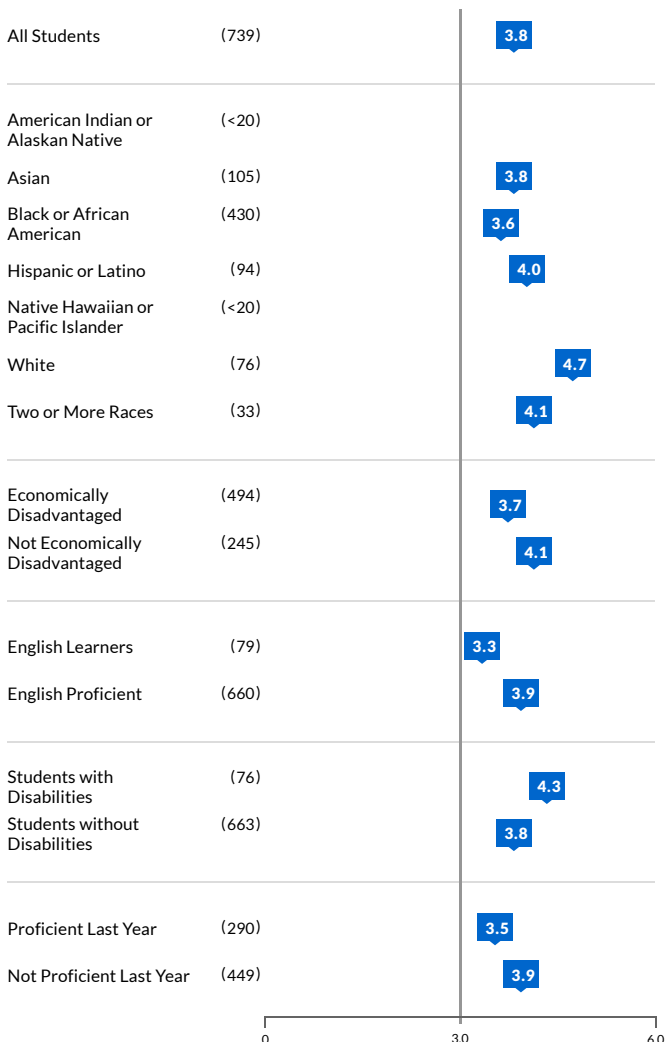 All Students (739) 3.8
American Indian or (<20)
Alaskan Native
Asian (105) 3.8
Black or African (430) 3.6
American
Hispanic or Latino (94) 4.0
Native Hawaiian or (<20)
Pacific Islander
White (76) 4.7
Two or More Races (33) 4.1
Economically (494) 3.7
Disadvantaged
Not Economically (245) 4.1
Disadvantaged
English Learners (79) 3.3
English Proficient (660) 3.9
Students with (76) 4.3
Disabilities
Students without (663) 3.8
Disabilities
Proficient Last Year (290) 3.5
Not Proficient Last Year (449) 3.9
0 3.0 6.0